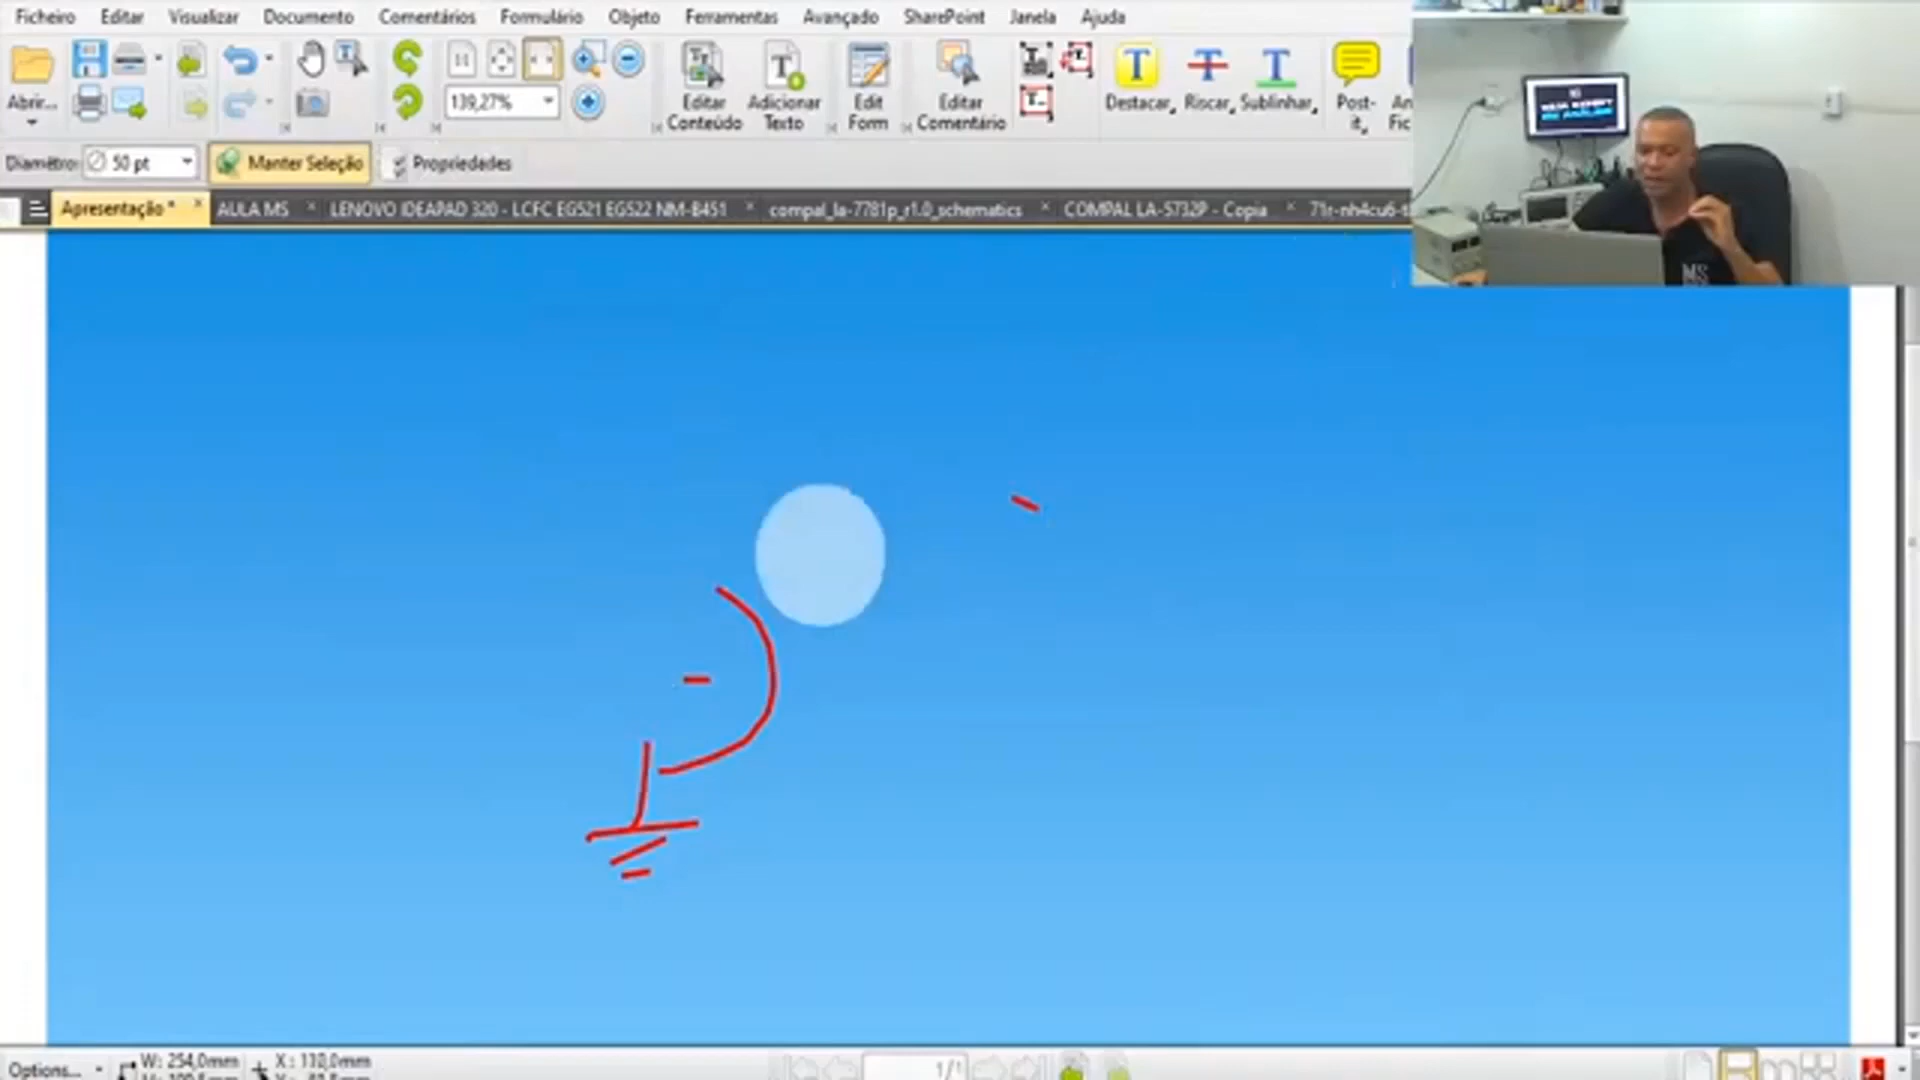 Ficheiro Editar Visualizar Documento Comentários Formulário Objeto Ferramentas Avançado SharePoint Janela Ajuda
Abrir...
139,27%
Editar Conteúdo
Adicionar Texto
Edit Form
Editar Comentário
Destacar, Riscar, Sublinhar,
Post-it,
Diametro: 50 pt Manter Seleção Propriedades
Apresentação * AULA MS LENOVO IDEAPAD 320 - LCFC EG521 EG522 NM-B451 compal_la-7781p_r1.0_schematics COMPAL LA-5732P - Copia
MS
Options... W: 254,0mm X : 110,0mm
1/1